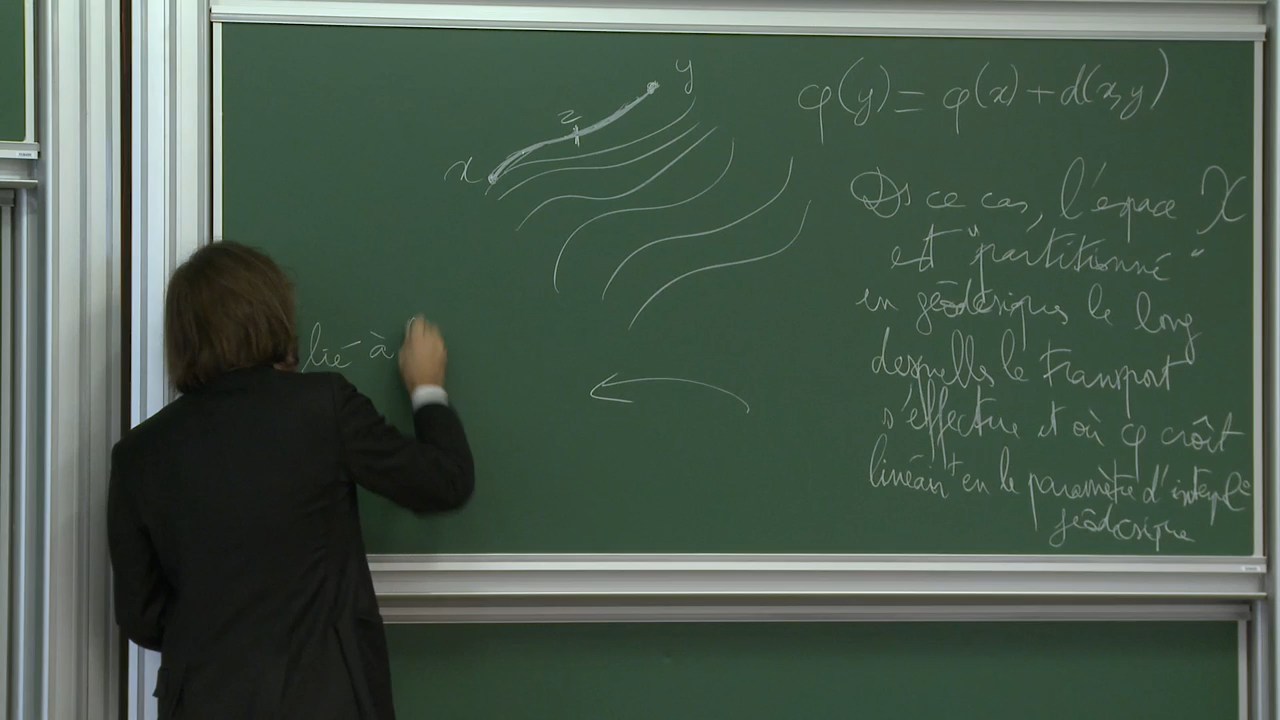 y
z
x
φ(y) = φ(x) + d(x,y)
Ds ce cas, l'espace X
est "partitionné"
en géodésiques le long
desquelles le transport
s'effectue et où φ croît
linéairt en le paramètre d'interpo
géodésique
lié à